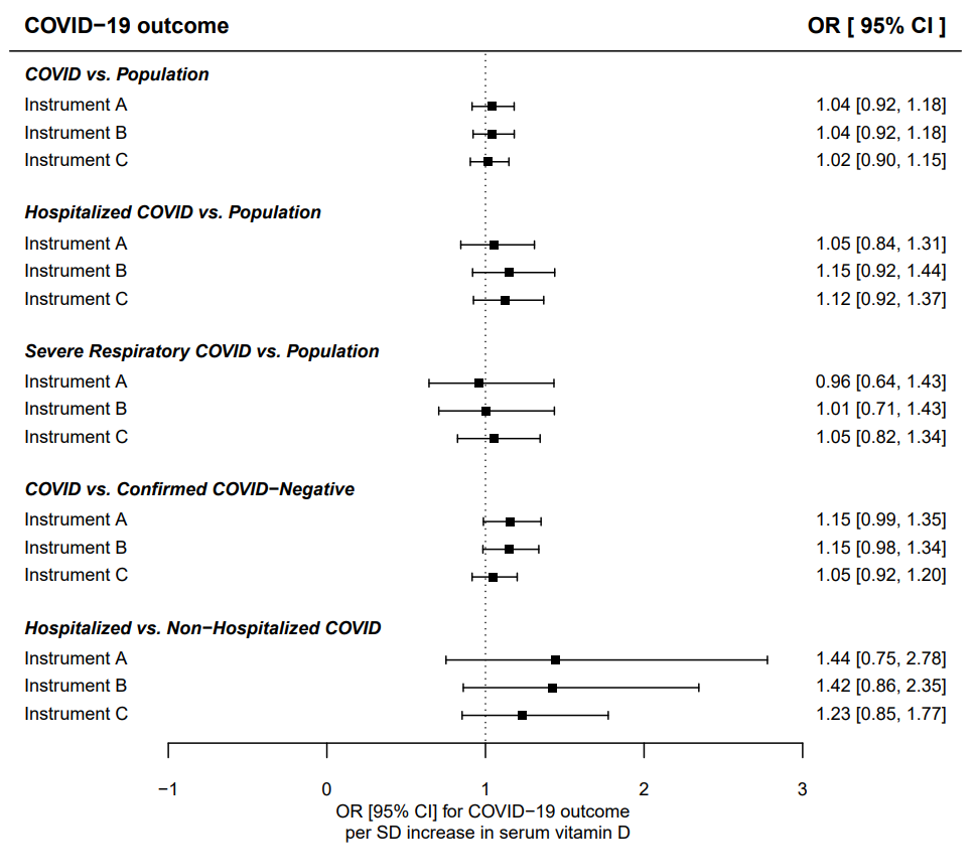 COVID−19 outcome OR [ 95% CI ]
COVID vs. Population
Instrument A 1.04 [0.92, 1.18]
Instrument B 1.04 [0.92, 1.18]
Instrument C 1.02 [0.90, 1.15]
Hospitalized COVID vs. Population
Instrument A 1.05 [0.84, 1.31]
Instrument B 1.15 [0.92, 1.44]
Instrument C 1.12 [0.92, 1.37]
Severe Respiratory COVID vs. Population
Instrument A 0.96 [0.64, 1.43]
Instrument B 1.01 [0.71, 1.43]
Instrument C 1.05 [0.82, 1.34]
COVID vs. Confirmed COVID−Negative
Instrument A 1.15 [0.99, 1.35]
Instrument B 1.15 [0.98, 1.34]
Instrument C 1.05 [0.92, 1.20]
Hospitalized vs. Non−Hospitalized COVID
Instrument A 1.44 [0.75, 2.78]
Instrument B 1.42 [0.86, 2.35]
Instrument C 1.23 [0.85, 1.77]
−1 0 1 2 3
OR [95% CI] for COVID−19 outcome
per SD increase in serum vitamin D